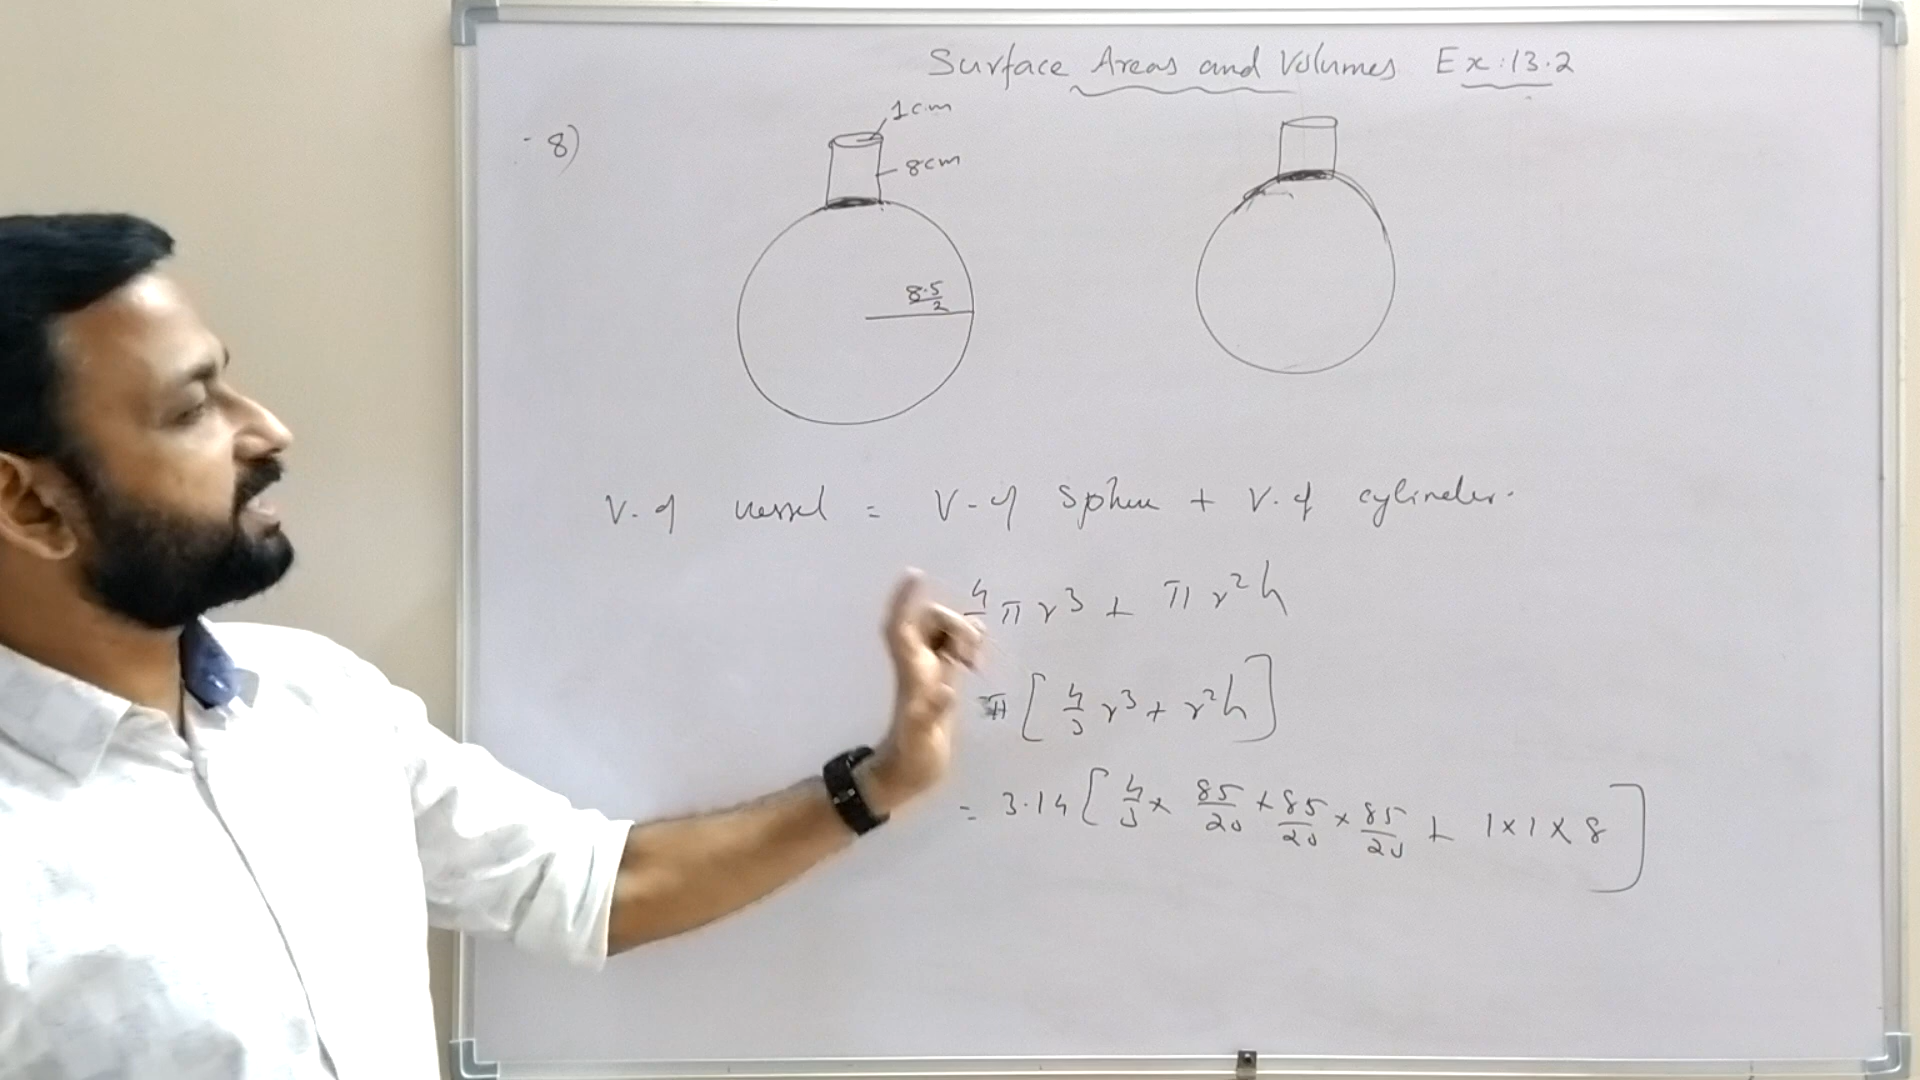 Surface Areas and Volumes Ex:13.2
8)
1cm
8cm
8.5/2
V. of vessel = V. of Sphere + V. of cylinder.
4 π r³ + π r² h
π [ 4/3 r³ + r² h ]
= 3.14 [ 4/3 × 85/20 × 85/20 × 85/20 + 1 × 1 × 8 ]